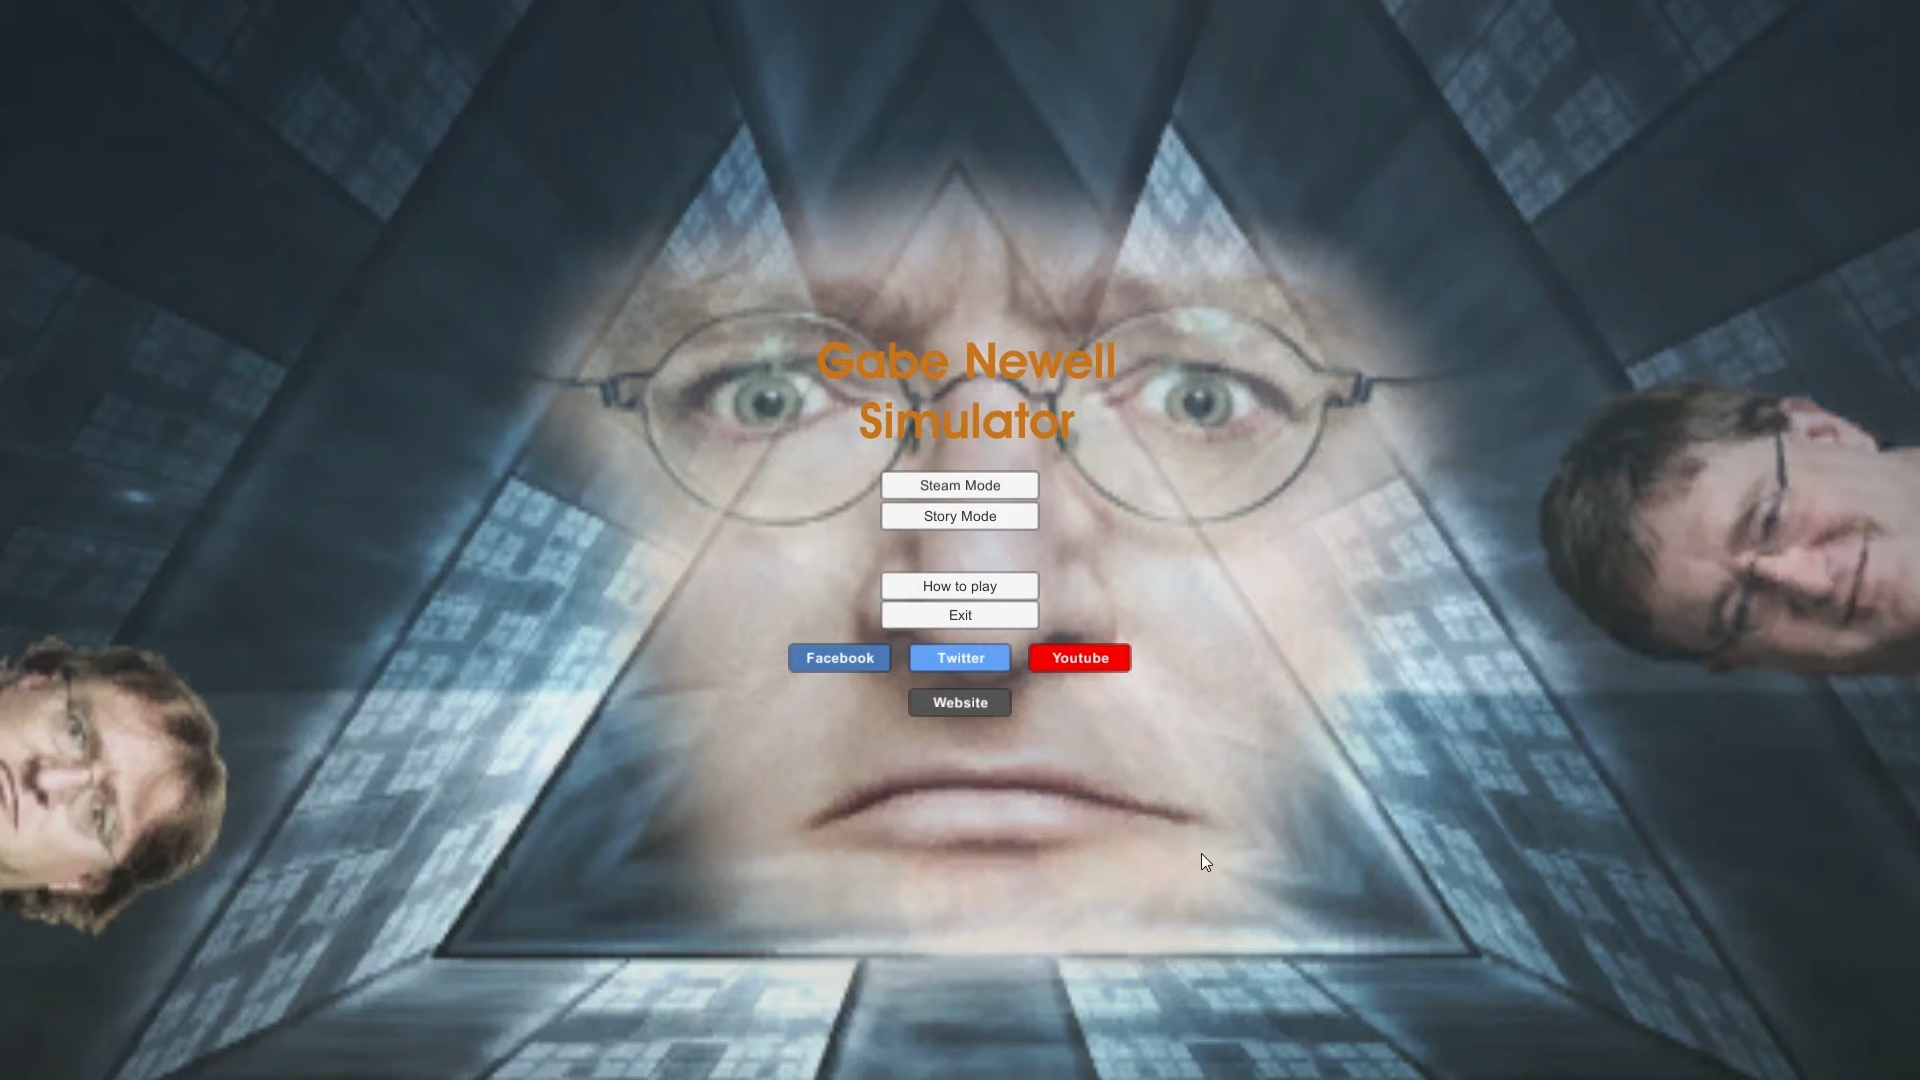 Gabe Newell
Simulator
Steam Mode
Story Mode
How to play
Exit
Facebook
Twitter
Youtube
Website